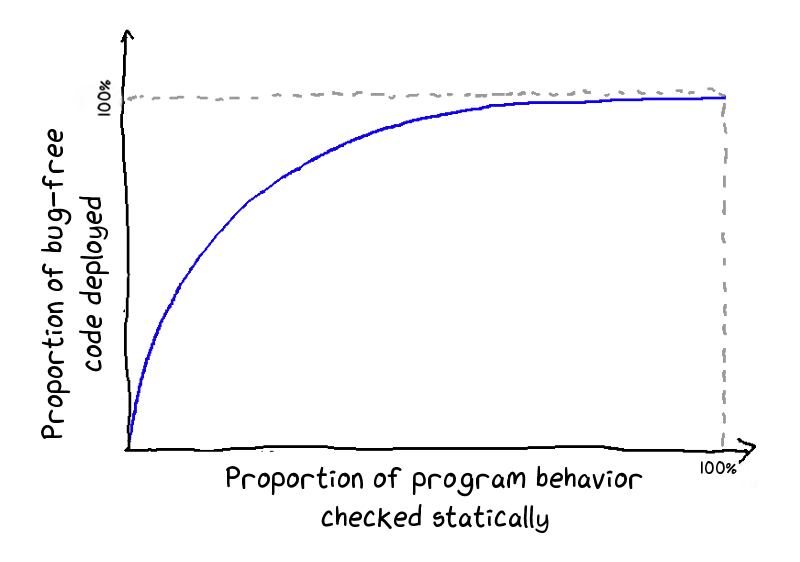 100%
Proportion of bug-free
code deployed
100%
Proportion of program behavior
checked statically